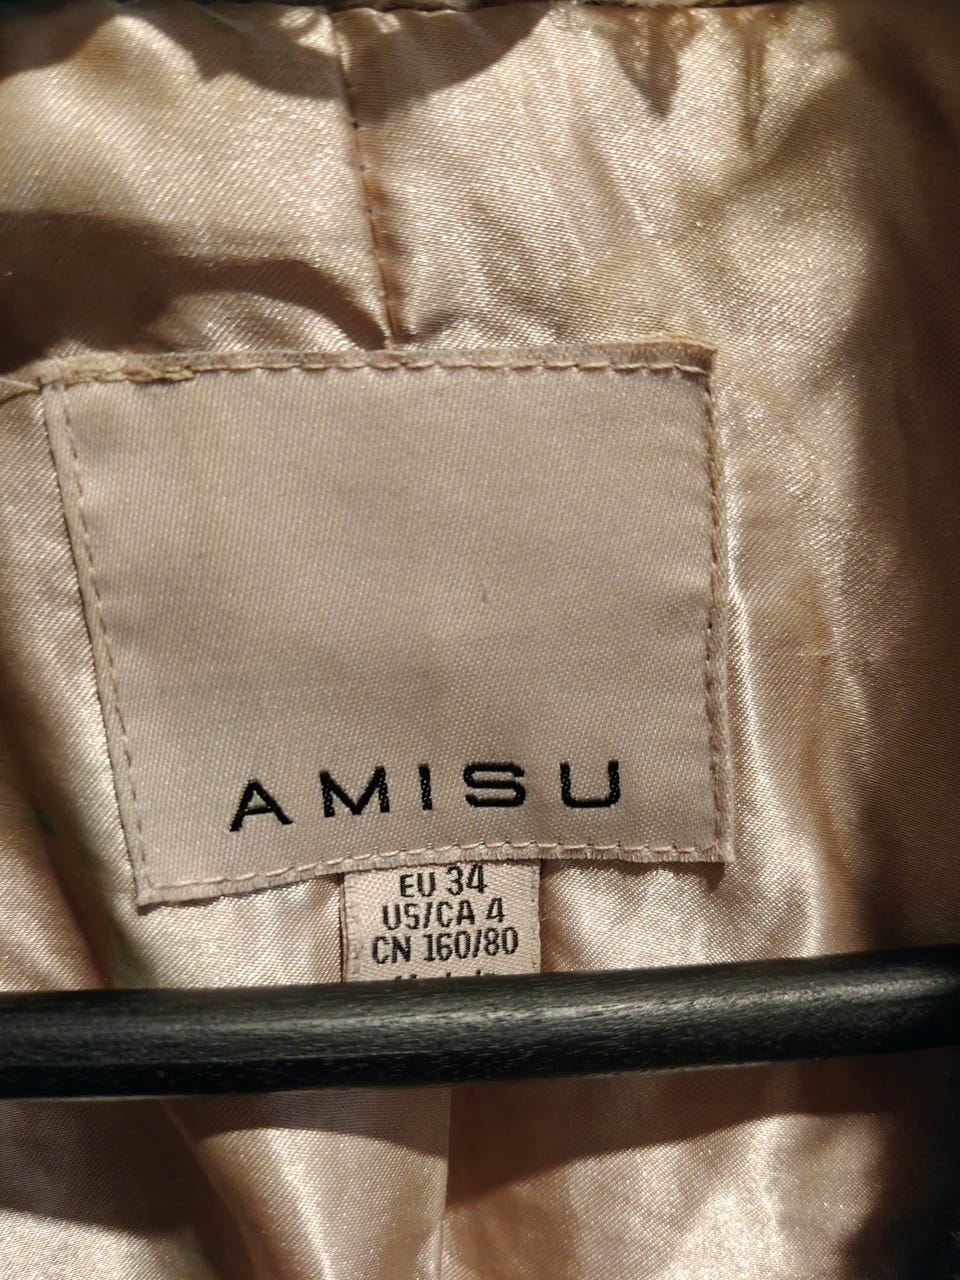 AMISU
EU 34
US/CA 4
CN 160/80